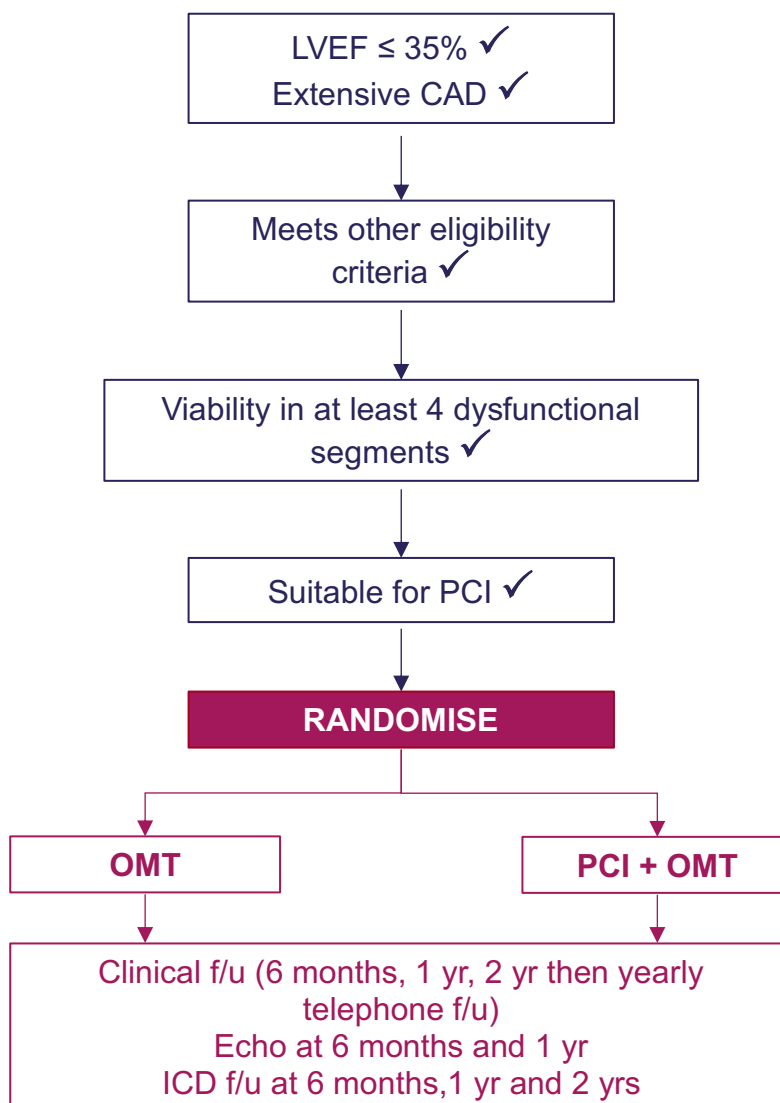 LVEF ≤ 35% ✓
Extensive CAD ✓
Meets other eligibility
criteria ✓
Viability in at least 4 dysfunctional
segments ✓
Suitable for PCI ✓
RANDOMISE
OMT
PCI + OMT
Clinical f/u (6 months, 1 yr, 2 yr then yearly
telephone f/u)
Echo at 6 months and 1 yr
ICD f/u at 6 months,1 yr and 2 yrs